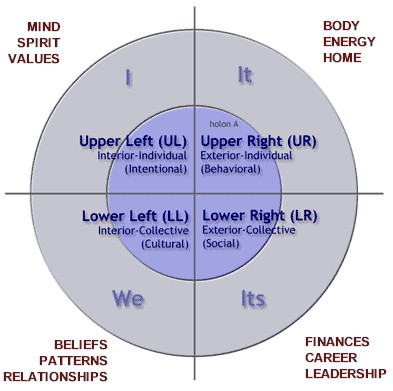 MIND
SPIRIT
VALUES
BODY
ENERGY
HOME
I
It
holon A
Upper Left (UL)
Interior-Individual
(Intentional)
Upper Right (UR)
Exterior-Individual
(Behavioral)
Lower Left (LL)
Interior-Collective
(Cultural)
Lower Right (LR)
Exterior-Collective
(Social)
We
Its
BELIEFS
PATTERNS
RELATIONSHIPS
FINANCES
CAREER
LEADERSHIP